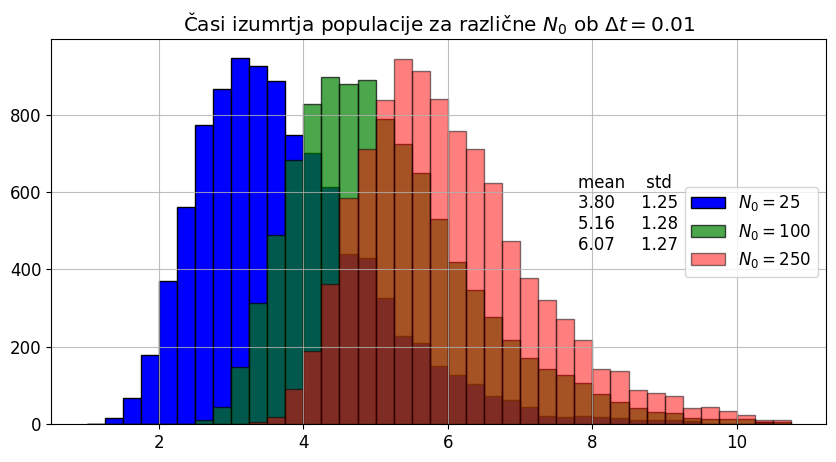 Časi izumrtja populacije za različne $N_0$ ob $\Delta t = 0.01$
800
600
400
200
0
2 4 6 8 10
mean std
3.80 1.25
5.16 1.28
6.07 1.27
$N_0 = 25$
$N_0 = 100$
$N_0 = 250$